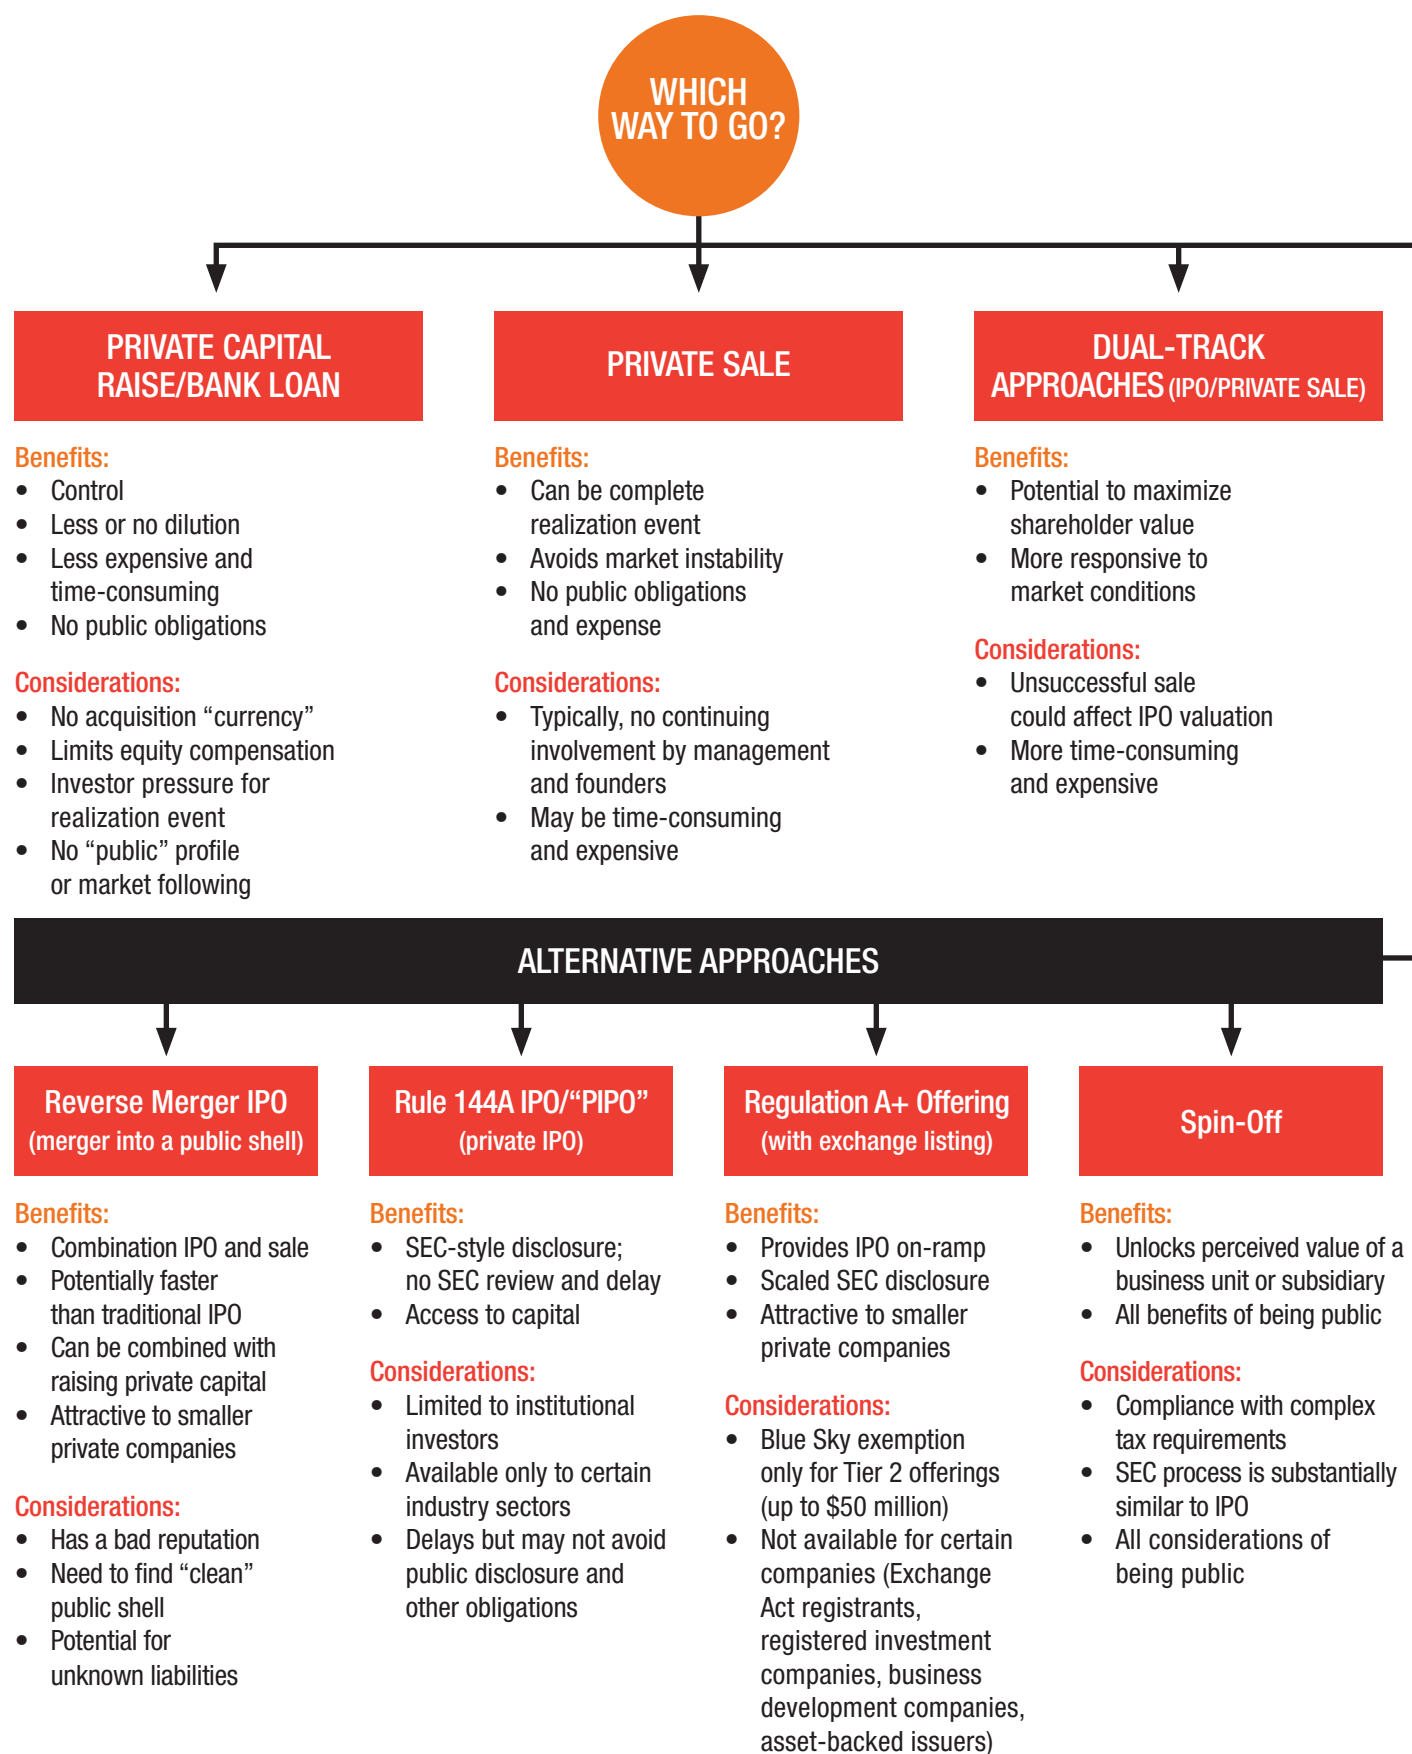 WHICH
WAY TO GO?
PRIVATE CAPITAL
RAISE/BANK LOAN
Benefits:
• Control
• Less or no dilution
• Less expensive and
time-consuming
• No public obligations
Considerations:
• No acquisition “currency”
• Limits equity compensation
• Investor pressure for
realization event
• No “public” profile
or market following
PRIVATE SALE
Benefits:
• Can be complete
realization event
• Avoids market instability
• No public obligations
and expense
Considerations:
• Typically, no continuing
involvement by management
and founders
• May be time-consuming
and expensive
DUAL-TRACK
APPROACHES (IPO/PRIVATE SALE)
Benefits:
• Potential to maximize
shareholder value
• More responsive to
market conditions
Considerations:
• Unsuccessful sale
could affect IPO valuation
• More time-consuming
and expensive
ALTERNATIVE APPROACHES
Reverse Merger IPO
(merger into a public shell)
Benefits:
• Combination IPO and sale
• Potentially faster
than traditional IPO
• Can be combined with
raising private capital
• Attractive to smaller
private companies
Considerations:
• Has a bad reputation
• Need to find “clean”
public shell
• Potential for
unknown liabilities
Rule 144A IPO/“PIPO”
(private IPO)
Benefits:
• SEC-style disclosure;
no SEC review and delay
• Access to capital
Considerations:
• Limited to institutional
investors
• Available only to certain
industry sectors
• Delays but may not avoid
public disclosure and
other obligations
Regulation A+ Offering
(with exchange listing)
Benefits:
• Provides IPO on-ramp
• Scaled SEC disclosure
• Attractive to smaller
private companies
Considerations:
• Blue Sky exemption
only for Tier 2 offerings
(up to $50 million)
• Not available for certain
companies (Exchange
Act registrants,
registered investment
companies, business
development companies,
asset-backed issuers)
Spin-Off
Benefits:
• Unlocks perceived value of a
business unit or subsidiary
• All benefits of being public
Considerations:
• Compliance with complex
tax requirements
• SEC process is substantially
similar to IPO
• All considerations of
being public